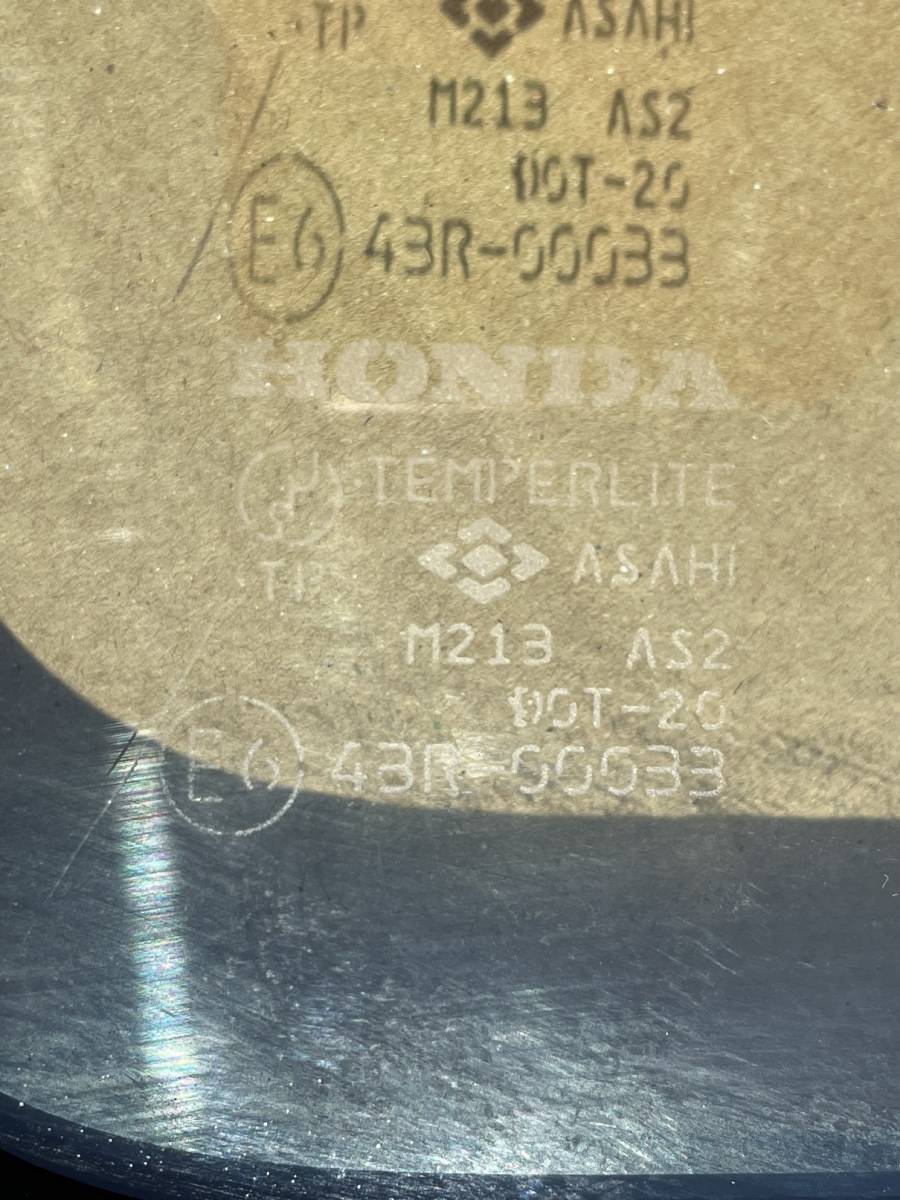 TP ASAHI
M213 AS2
DOT-20
E6 43R-00033
HONDA
TEMPERLITE
TP ASAHI
M213 AS2
DOT-20
E6 43R-00033